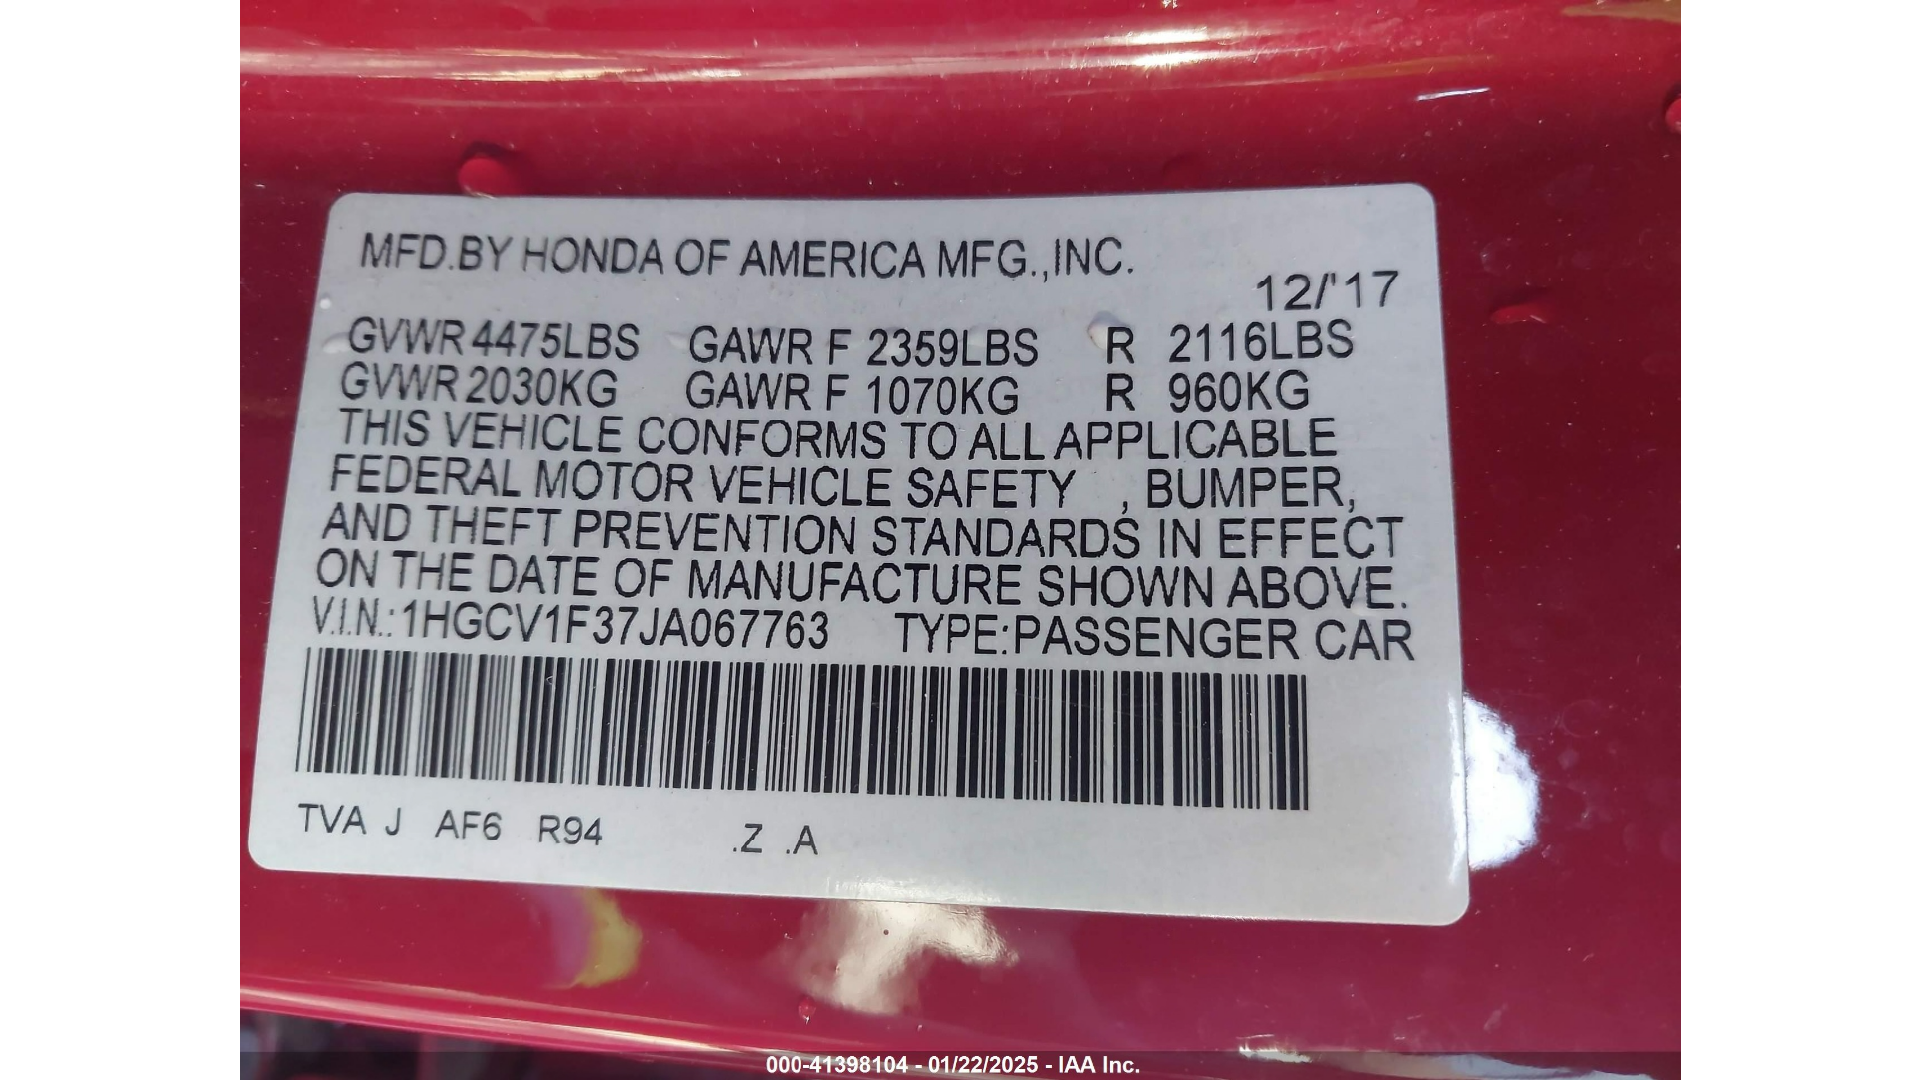 MFD.BY HONDA OF AMERICA MFG.,INC.
12/'17
GVWR 4475LBS GAWR F 2359LBS R 2116LBS
GVWR 2030KG GAWR F 1070KG R 960KG
THIS VEHICLE CONFORMS TO ALL APPLICABLE
FEDERAL MOTOR VEHICLE SAFETY , BUMPER,
AND THEFT PREVENTION STANDARDS IN EFFECT
ON THE DATE OF MANUFACTURE SHOWN ABOVE.
V.I.N.:1HGCV1F37JA067763 TYPE:PASSENGER CAR
TVA J AF6 R94 .Z .A
000-41398104 - 01/22/2025 - IAA Inc.